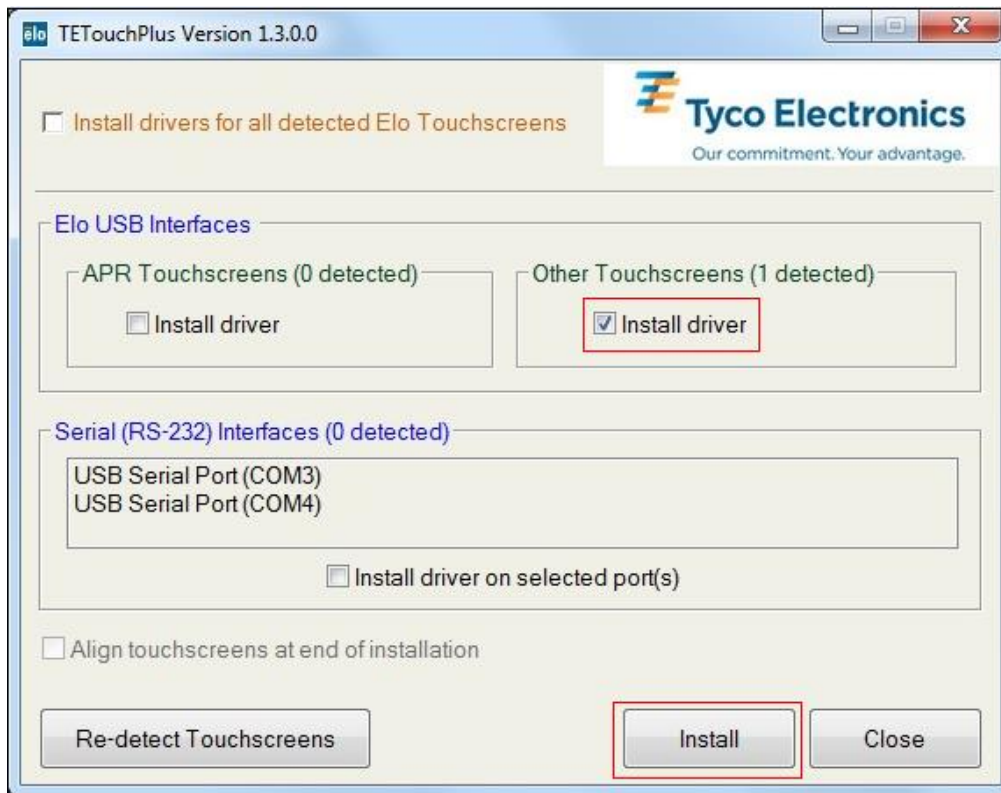 elo TETouchPlus Version 1.3.0.0
Install drivers for all detected Elo Touchscreens
Tyco Electronics
Our commitment. Your advantage.
Elo USB Interfaces
APR Touchscreens (0 detected)
Install driver
Other Touchscreens (1 detected)
Install driver
Serial (RS-232) Interfaces (0 detected)
USB Serial Port (COM3)
USB Serial Port (COM4)
Install driver on selected port(s)
Align touchscreens at end of installation
Re-detect Touchscreens
Install
Close